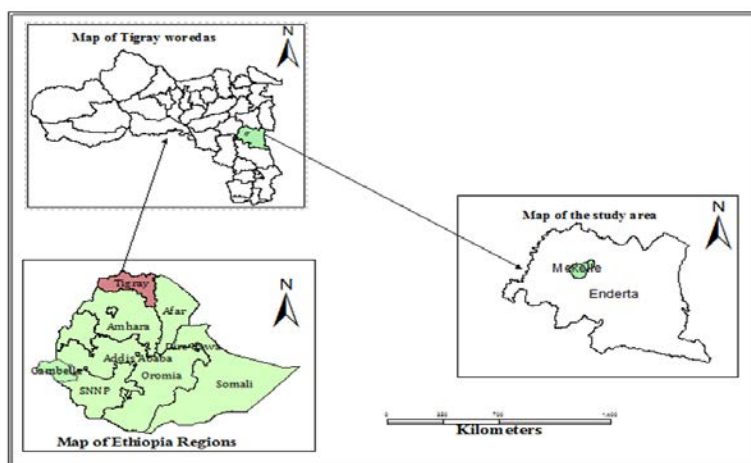 Map of Tigray woredas
N
N
Map of the study area
Mekelle
Enderta
N
Tigray
Afar
Amhara
Addis Ababa
Gambella
Oromia
SNNP
Somali
Map of Ethiopia Regions
0
Kilometers